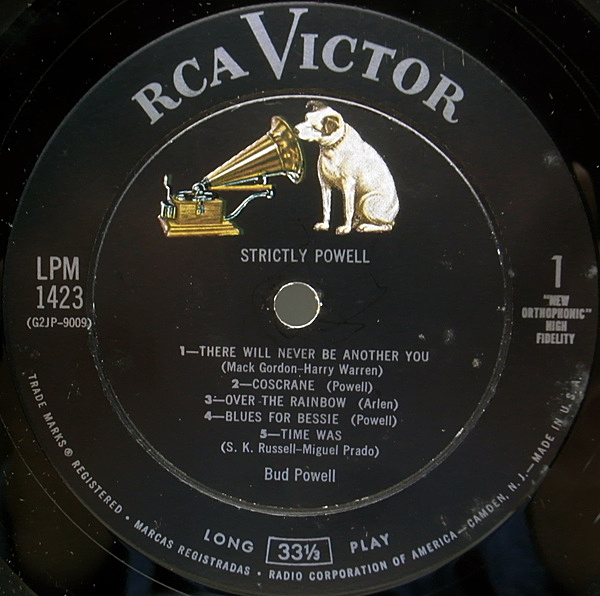 RCA VICTOR
STRICTLY POWELL
LPM
1423
(G2JP-9009)
1
"NEW
ORTHOPHONIC"
HIGH
FIDELITY
1—THERE WILL NEVER BE ANOTHER YOU
(Mack Gordon-Harry Warren)
2—COSCRANE (Powell)
3—OVER THE RAINBOW (Arlen)
4—BLUES FOR BESSIE (Powell)
5—TIME WAS
(S. K. Russell-Miguel Prado)
Bud Powell
LONG 33⅓ PLAY
TRADE MARKS ® REGISTERED • MARCAS REGISTRADAS • RADIO CORPORATION OF AMERICA—CAMDEN, N. J.—MADE IN U. S. A.